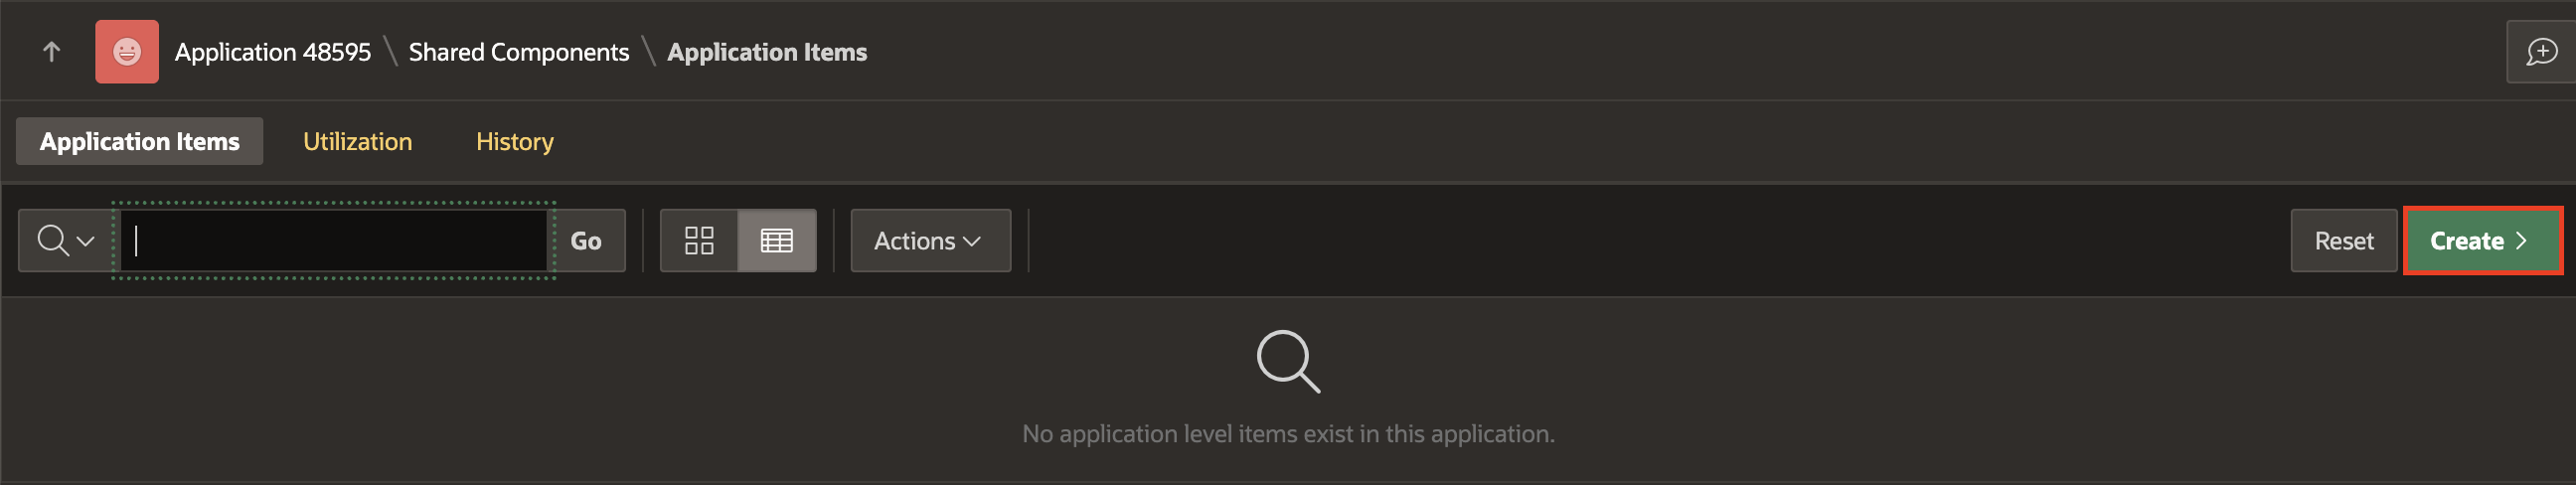 Application 48595 \ Shared Components \ Application Items
Application Items Utilization History
Go Actions Reset Create
No application level items exist in this application.